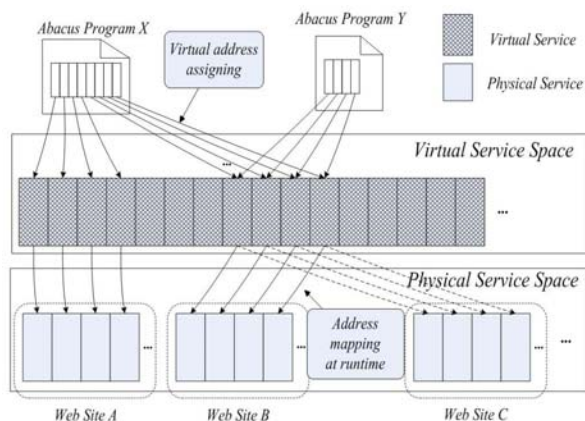 Abacus Program X
Abacus Program Y
Virtual address
assigning
Virtual Service
Physical Service
...
Virtual Service Space
...
Physical Service Space
Address
mapping
at runtime
...
...
...
...
Web Site A
Web Site B
Web Site C